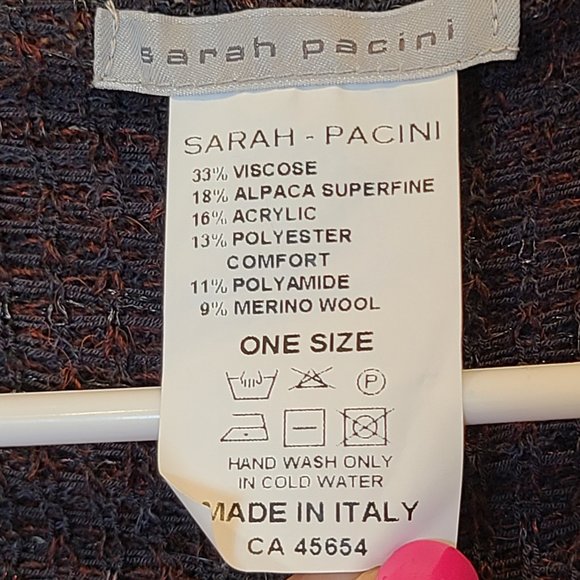 sarah pacini
SARAH - PACINI
33% VISCOSE
18% ALPACA SUPERFINE
16% ACRYLIC
13% POLYESTER
COMFORT
11% POLYAMIDE
9% MERINO WOOL
ONE SIZE
P
HAND WASH ONLY
IN COLD WATER
MADE IN ITALY
CA 45654